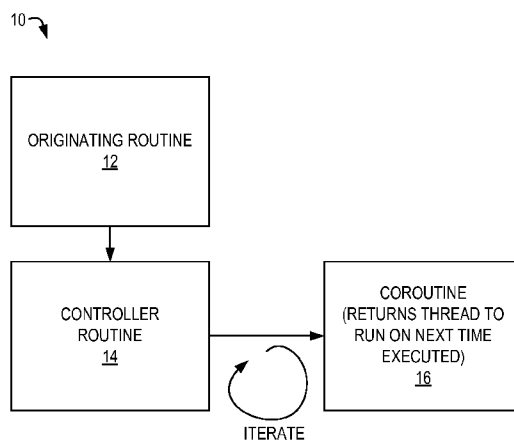 10
ORIGINATING ROUTINE
12
CONTROLLER
ROUTINE
14
COROUTINE
(RETURNS THREAD TO
RUN ON NEXT TIME
EXECUTED)
16
ITERATE